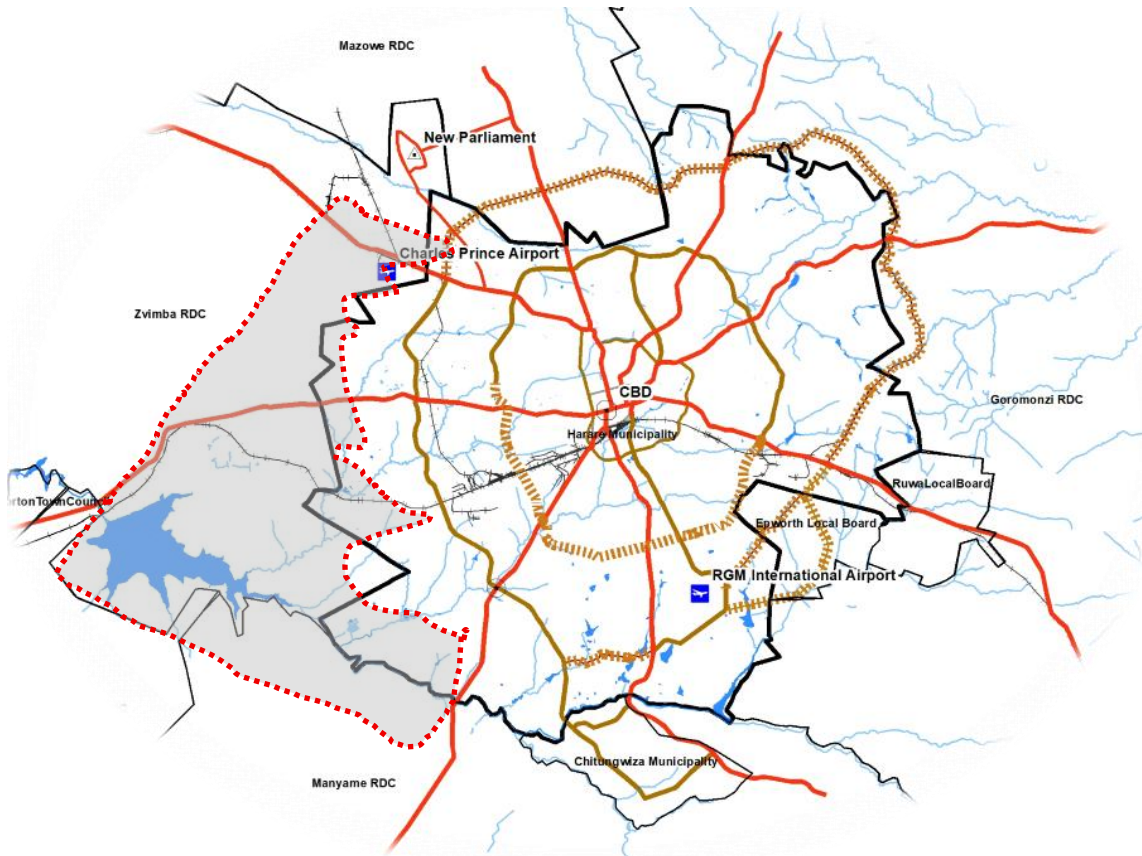 Mazowe RDC
New Parliament
Charles Prince Airport
Zvimba RDC
CBD
Goromonzi RDC
Harare Municipality
RuwaLocalBoard
ortonTownCouncil
Epworth Local Board
RGM International Airport
Chitungwiza Municipality
Manyame RDC